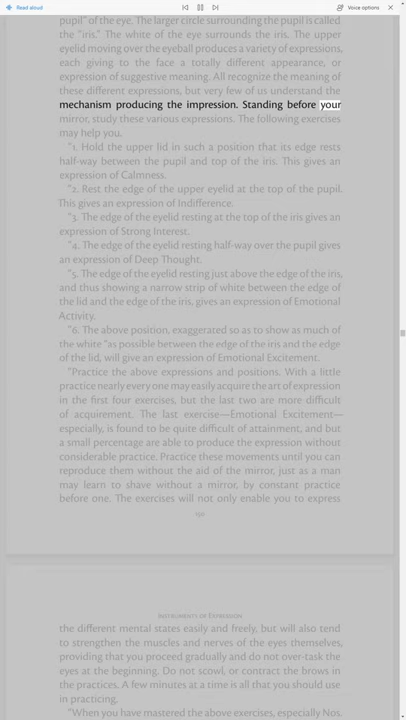 Read aloud
Voice options
pupil" of the eye. The larger circle surrounding the pupil is called
the "iris." The white of the eye surrounds the iris. The upper
eyelid moving over the eyeball produces a variety of expressions,
each giving to the face a totally different appearance, or
expression of suggestive meaning. All recognize the meaning of
these different expressions, but very few of us understand the
mechanism producing the impression. Standing before your
mirror, study these various expressions. The following exercises
may help you.
"1. Hold the upper lid in such a position that its edge rests
half-way between the pupil and top of the iris. This gives an
expression of Calmness.
"2. Rest the edge of the upper eyelid at the top of the pupil.
This gives an expression of Indifference.
"3. The edge of the eyelid resting at the top of the iris gives an
expression of Strong Interest.
"4. The edge of the eyelid resting half-way over the pupil gives
an expression of Deep Thought.
"5. The edge of the eyelid resting just above the edge of the iris,
and thus showing a narrow strip of white between the edge of
the lid and the edge of the iris, gives an expression of Emotional
Activity.
"6. The above position, exaggerated so as to show as much of
the white "as possible between the edge of the iris and the edge
of the lid, will give an expression of Emotional Excitement.
"Practice the above expressions and positions. With a little
practice nearly every one may easily acquire the art of expression
in the first four exercises, but the last two are more difficult
of acquirement. The last exercise—Emotional Excitement—
especially, is found to be quite difficult of attainment, and but
a small percentage are able to produce the expression without
considerable practice. Practice these movements until you can
reproduce them without the aid of the mirror, just as a man
may learn to shave without a mirror, by constant practice
before one. The exercises will not only enable you to express
INSTRUMENTS OF EXPRESSION
the different mental states easily and freely, but will also tend
to strengthen the muscles and nerves of the eyes themselves,
providing that you proceed gradually and do not over-task the
eyes at the beginning. Do not scowl, or contract the brows in
the practices. A few minutes at a time is all that you should use
in practicing.
"When you have mastered the above exercises, especially Nos.